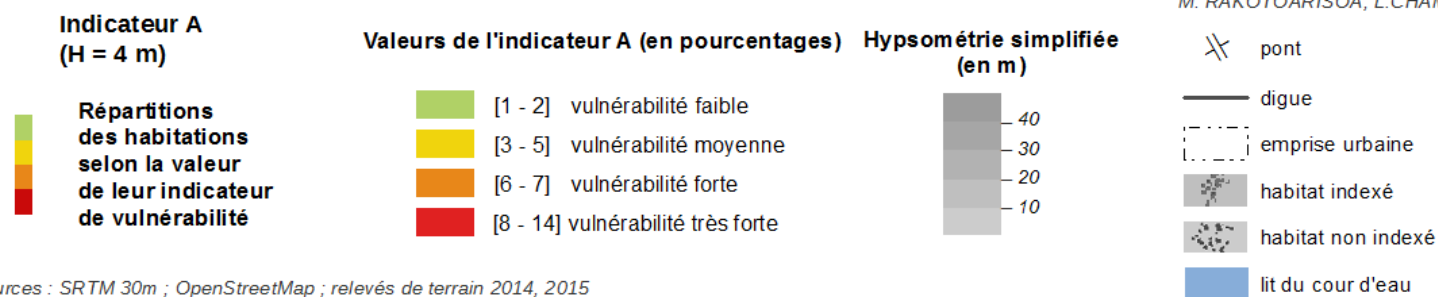 M. RAKOTOARISOA, L.CHAM
Indicateur A
(H = 4 m)
Répartitions
des habitations
selon la valeur
de leur indicateur
de vulnérabilité
Valeurs de l'indicateur A (en pourcentages)
[1 - 2] vulnérabilité faible
[3 - 5] vulnérabilité moyenne
[6 - 7] vulnérabilité forte
[8 - 14] vulnérabilité très forte
Hypsométrie simplifiée
(en m)
40
30
20
10
pont
digue
emprise urbaine
habitat indexé
habitat non indexé
lit du cour d'eau
urces : SRTM 30m ; OpenStreetMap ; relevés de terrain 2014, 2015